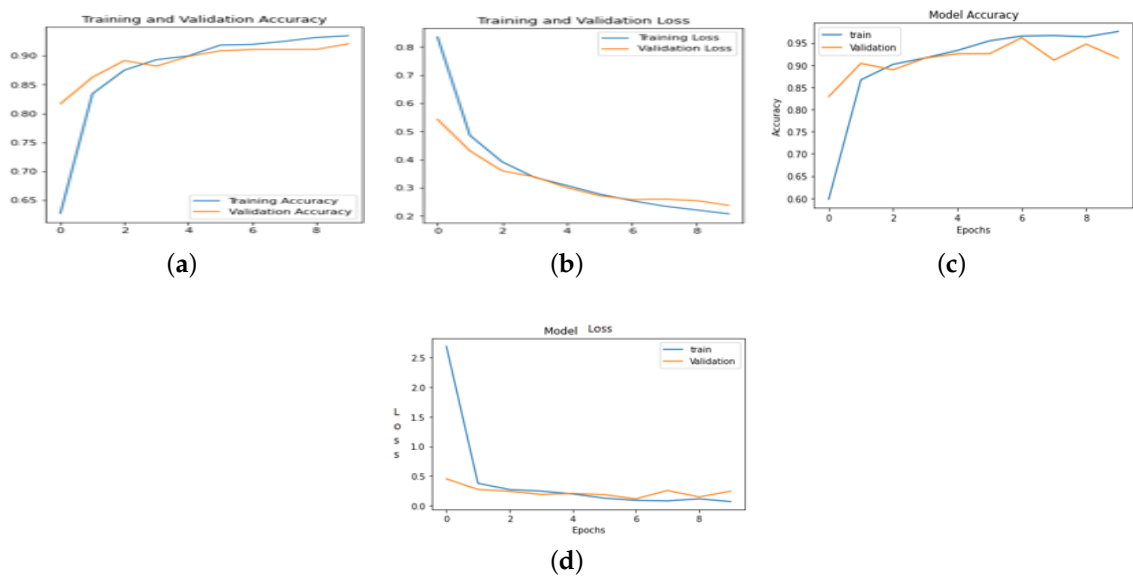 Training and Validation Accuracy
0.90
0.85
0.80
0.75
0.70
0.65
Training Accuracy
Validation Accuracy
0 2 4 6 8
(a)
Training and Validation Loss
0.8
0.7
0.6
0.5
0.4
0.3
0.2
Training Loss
Validation Loss
0 2 4 6 8
(b)
Model Accuracy
train
Validation
Accuracy
0.95
0.90
0.85
0.80
0.75
0.70
0.65
0.60
0 2 4 6 8
Epochs
(c)
Model Loss
train
Validation
Loss
2.5
2.0
1.5
1.0
0.5
0.0
0 2 4 6 8
Epochs
(d)